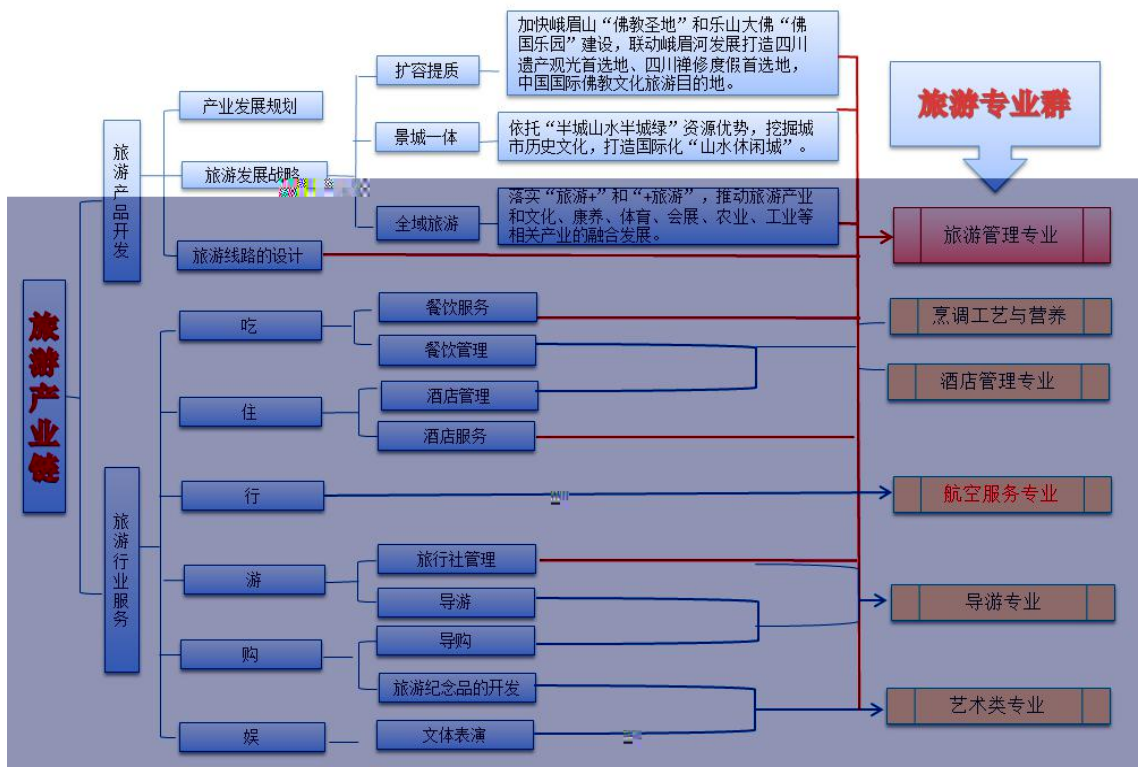 加快峨眉山“佛教圣地”和乐山大佛“佛
国乐园”建设，联动峨眉河发展打造四川
遗产观光首选地、四川禅修度假首选地，
中国国际佛教文化旅游目的地。
扩容提质
旅游专业群
产业发展规划
景城一体
依托“半城山水半城绿”资源优势，挖掘城
市历史文化，打造国际化“山水休闲城”。
旅游产品开发
旅游发展战略
全域旅游
落实“旅游+”和“+旅游”，推动旅游产业
和文化、康养、体育、会展、农业、工业等
相关产业的融合发展。
旅游管理专业
旅游线路的设计
旅游产业链
吃
餐饮服务
餐饮管理
烹调工艺与营养
住
酒店管理
酒店服务
酒店管理专业
旅游行业服务
行
航空服务专业
游
旅行社管理
导游
导游专业
购
导购
旅游纪念品的开发
艺术类专业
娱
文体表演